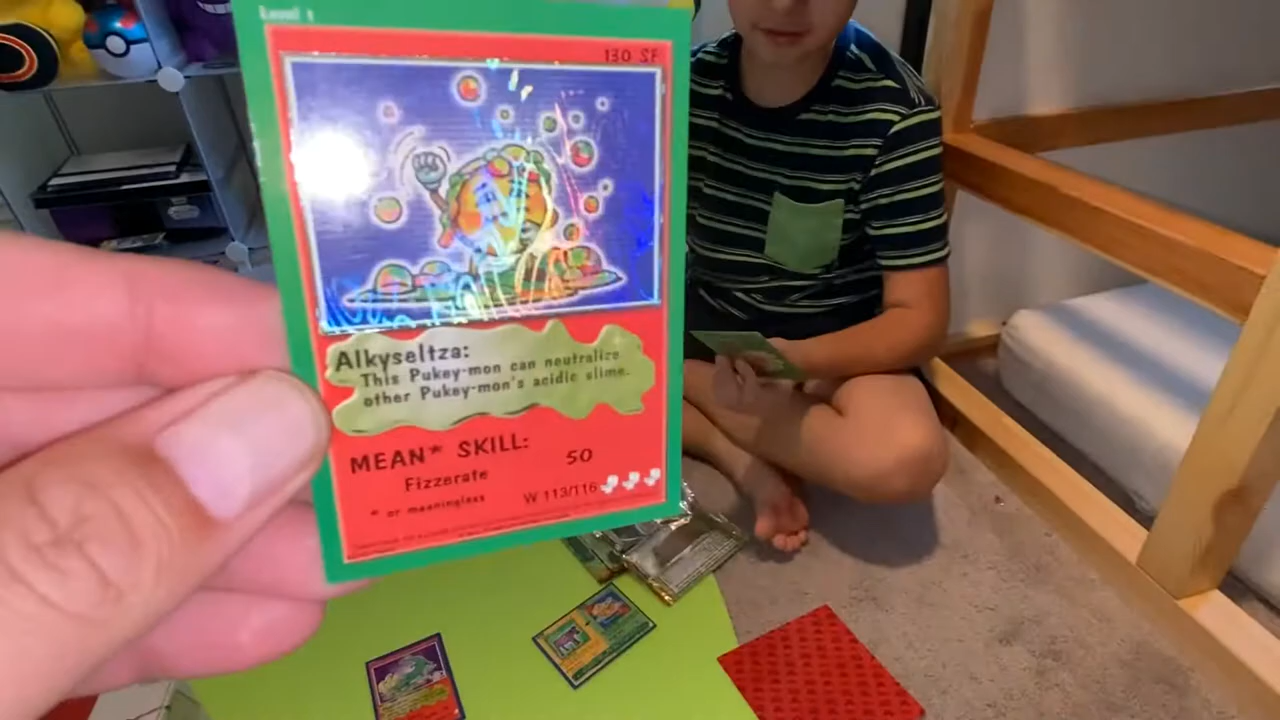 Level 1
130 SF
Alkyseltza:
This Pukey-mon can neutralize
other Pukey-mon's acidic slime.
MEAN* SKILL:
Fizzerate
50
* or meaningless
W 113/116